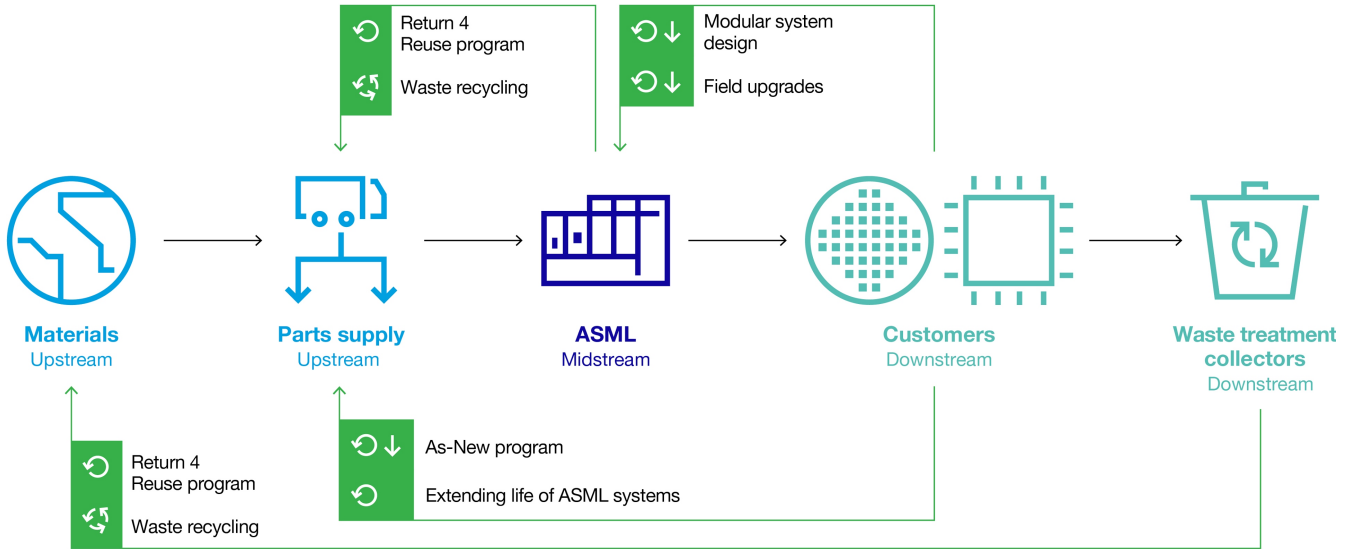 Return 4
Reuse program
Waste recycling
Modular system
design
Field upgrades
Materials
Upstream
Parts supply
Upstream
ASML
Midstream
Customers
Downstream
Waste treatment
collectors
Downstream
Return 4
Reuse program
Waste recycling
As-New program
Extending life of ASML systems